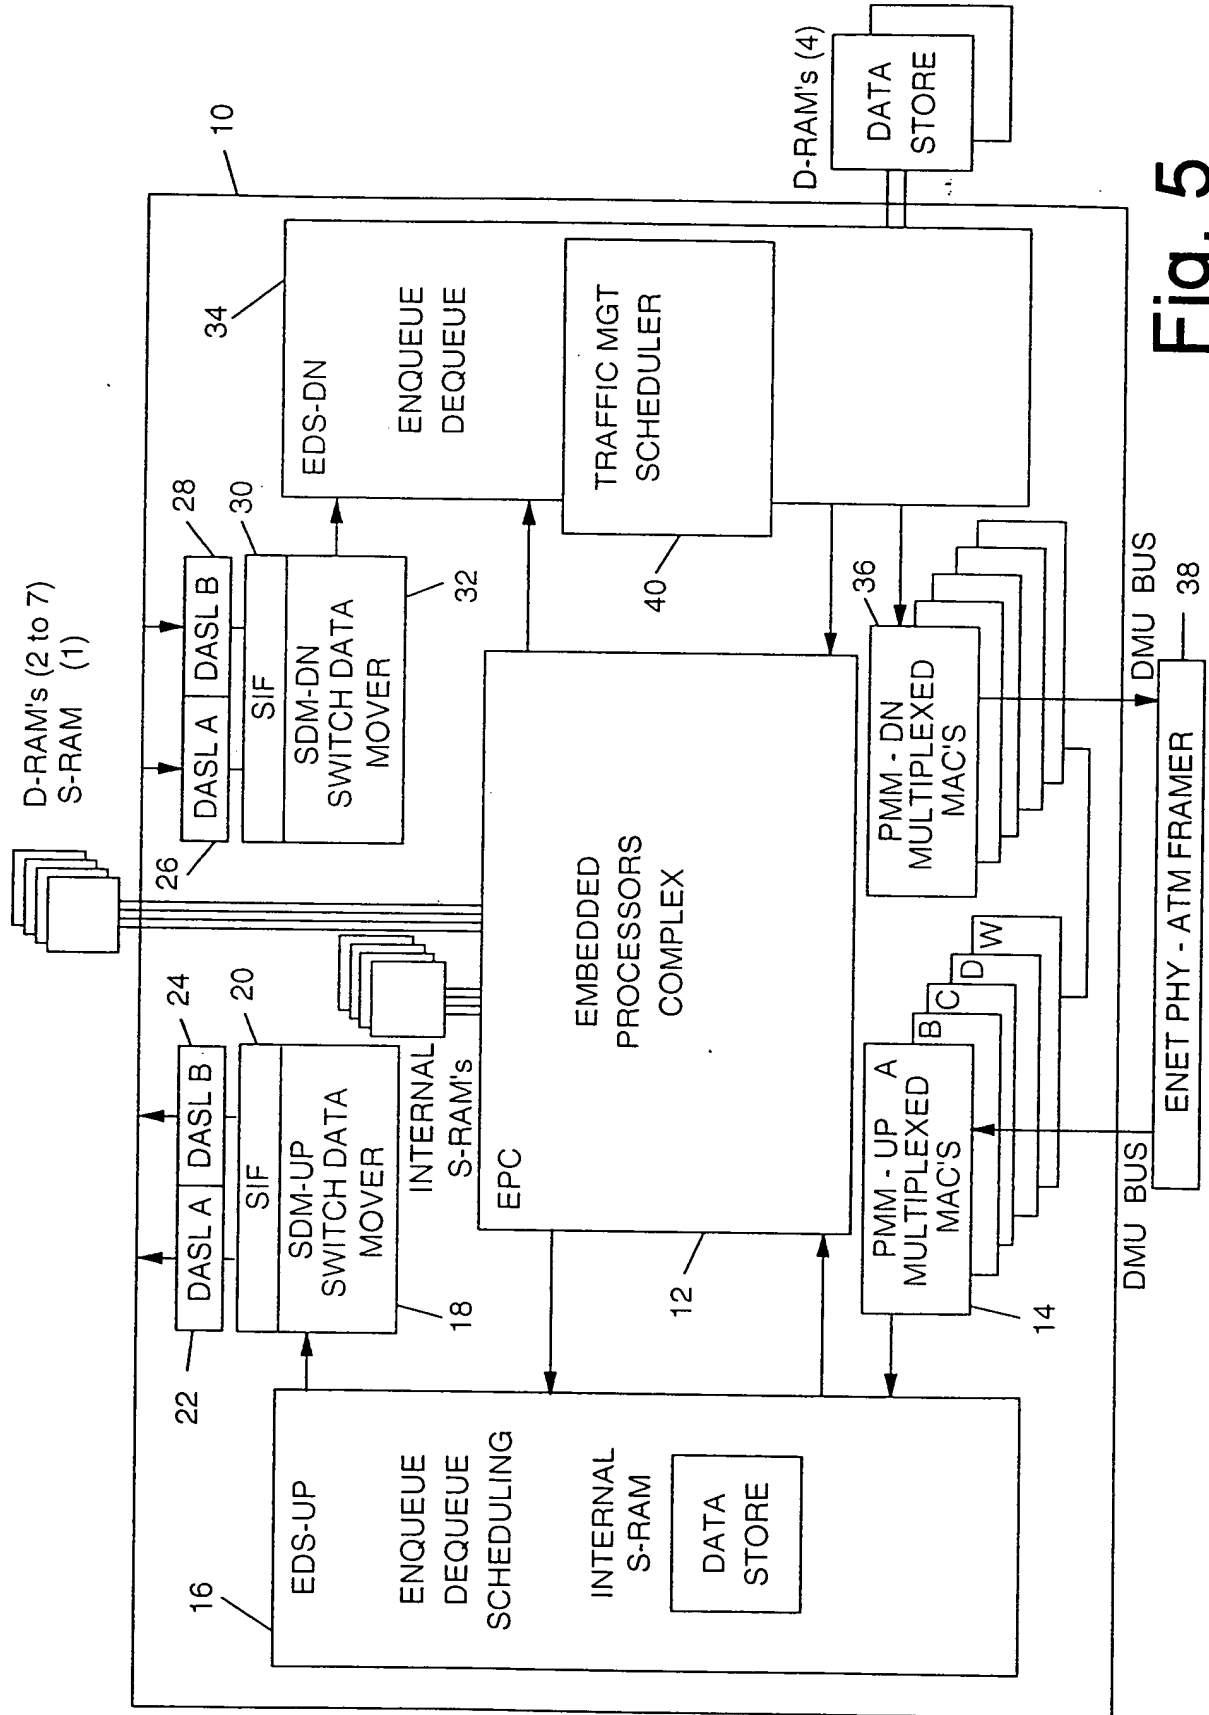 D-RAM's (2 to 7)
S-RAM (1)
10
22
24
DASL A
DASL B
20
SIF
SDM-UP
SWITCH DATA
MOVER
18
26
28
DASL A
DASL B
30
SIF
SDM-DN
SWITCH DATA
MOVER
32
INTERNAL
S-RAM's
16
EDS-UP
ENQUEUE
DEQUEUE
SCHEDULING
INTERNAL
S-RAM
DATA
STORE
EPC
EMBEDDED
PROCESSORS
COMPLEX
12
34
EDS-DN
ENQUEUE
DEQUEUE
TRAFFIC MGT
SCHEDULER
40
D-RAM's (4)
DATA
STORE
PMM - UP A
MULTIPLEXED
MAC'S
B
C
D
W
14
PMM - DN
MULTIPLEXED
MAC'S
36
DMU BUS
DMU BUS
ENET PHY - ATM FRAMER
38
Fig. 5